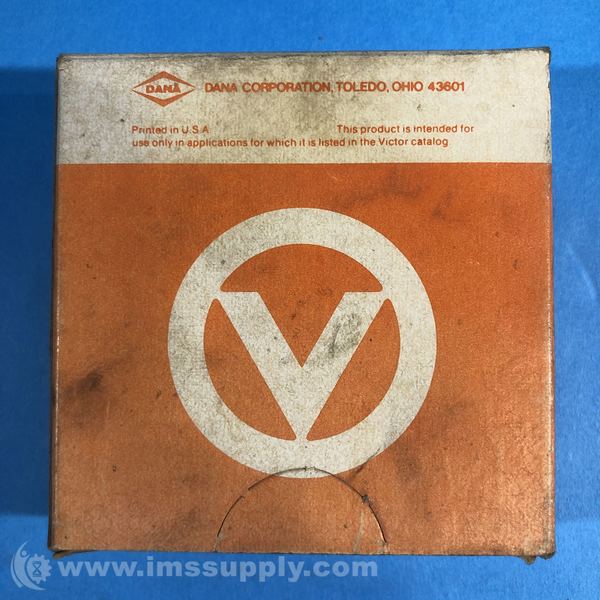 DANA DANA CORPORATION, TOLEDO, OHIO 43601
Printed in U.S.A This product is intended for
use only in applications for which it is listed in the Victor catalog
V
www.imssupply.com